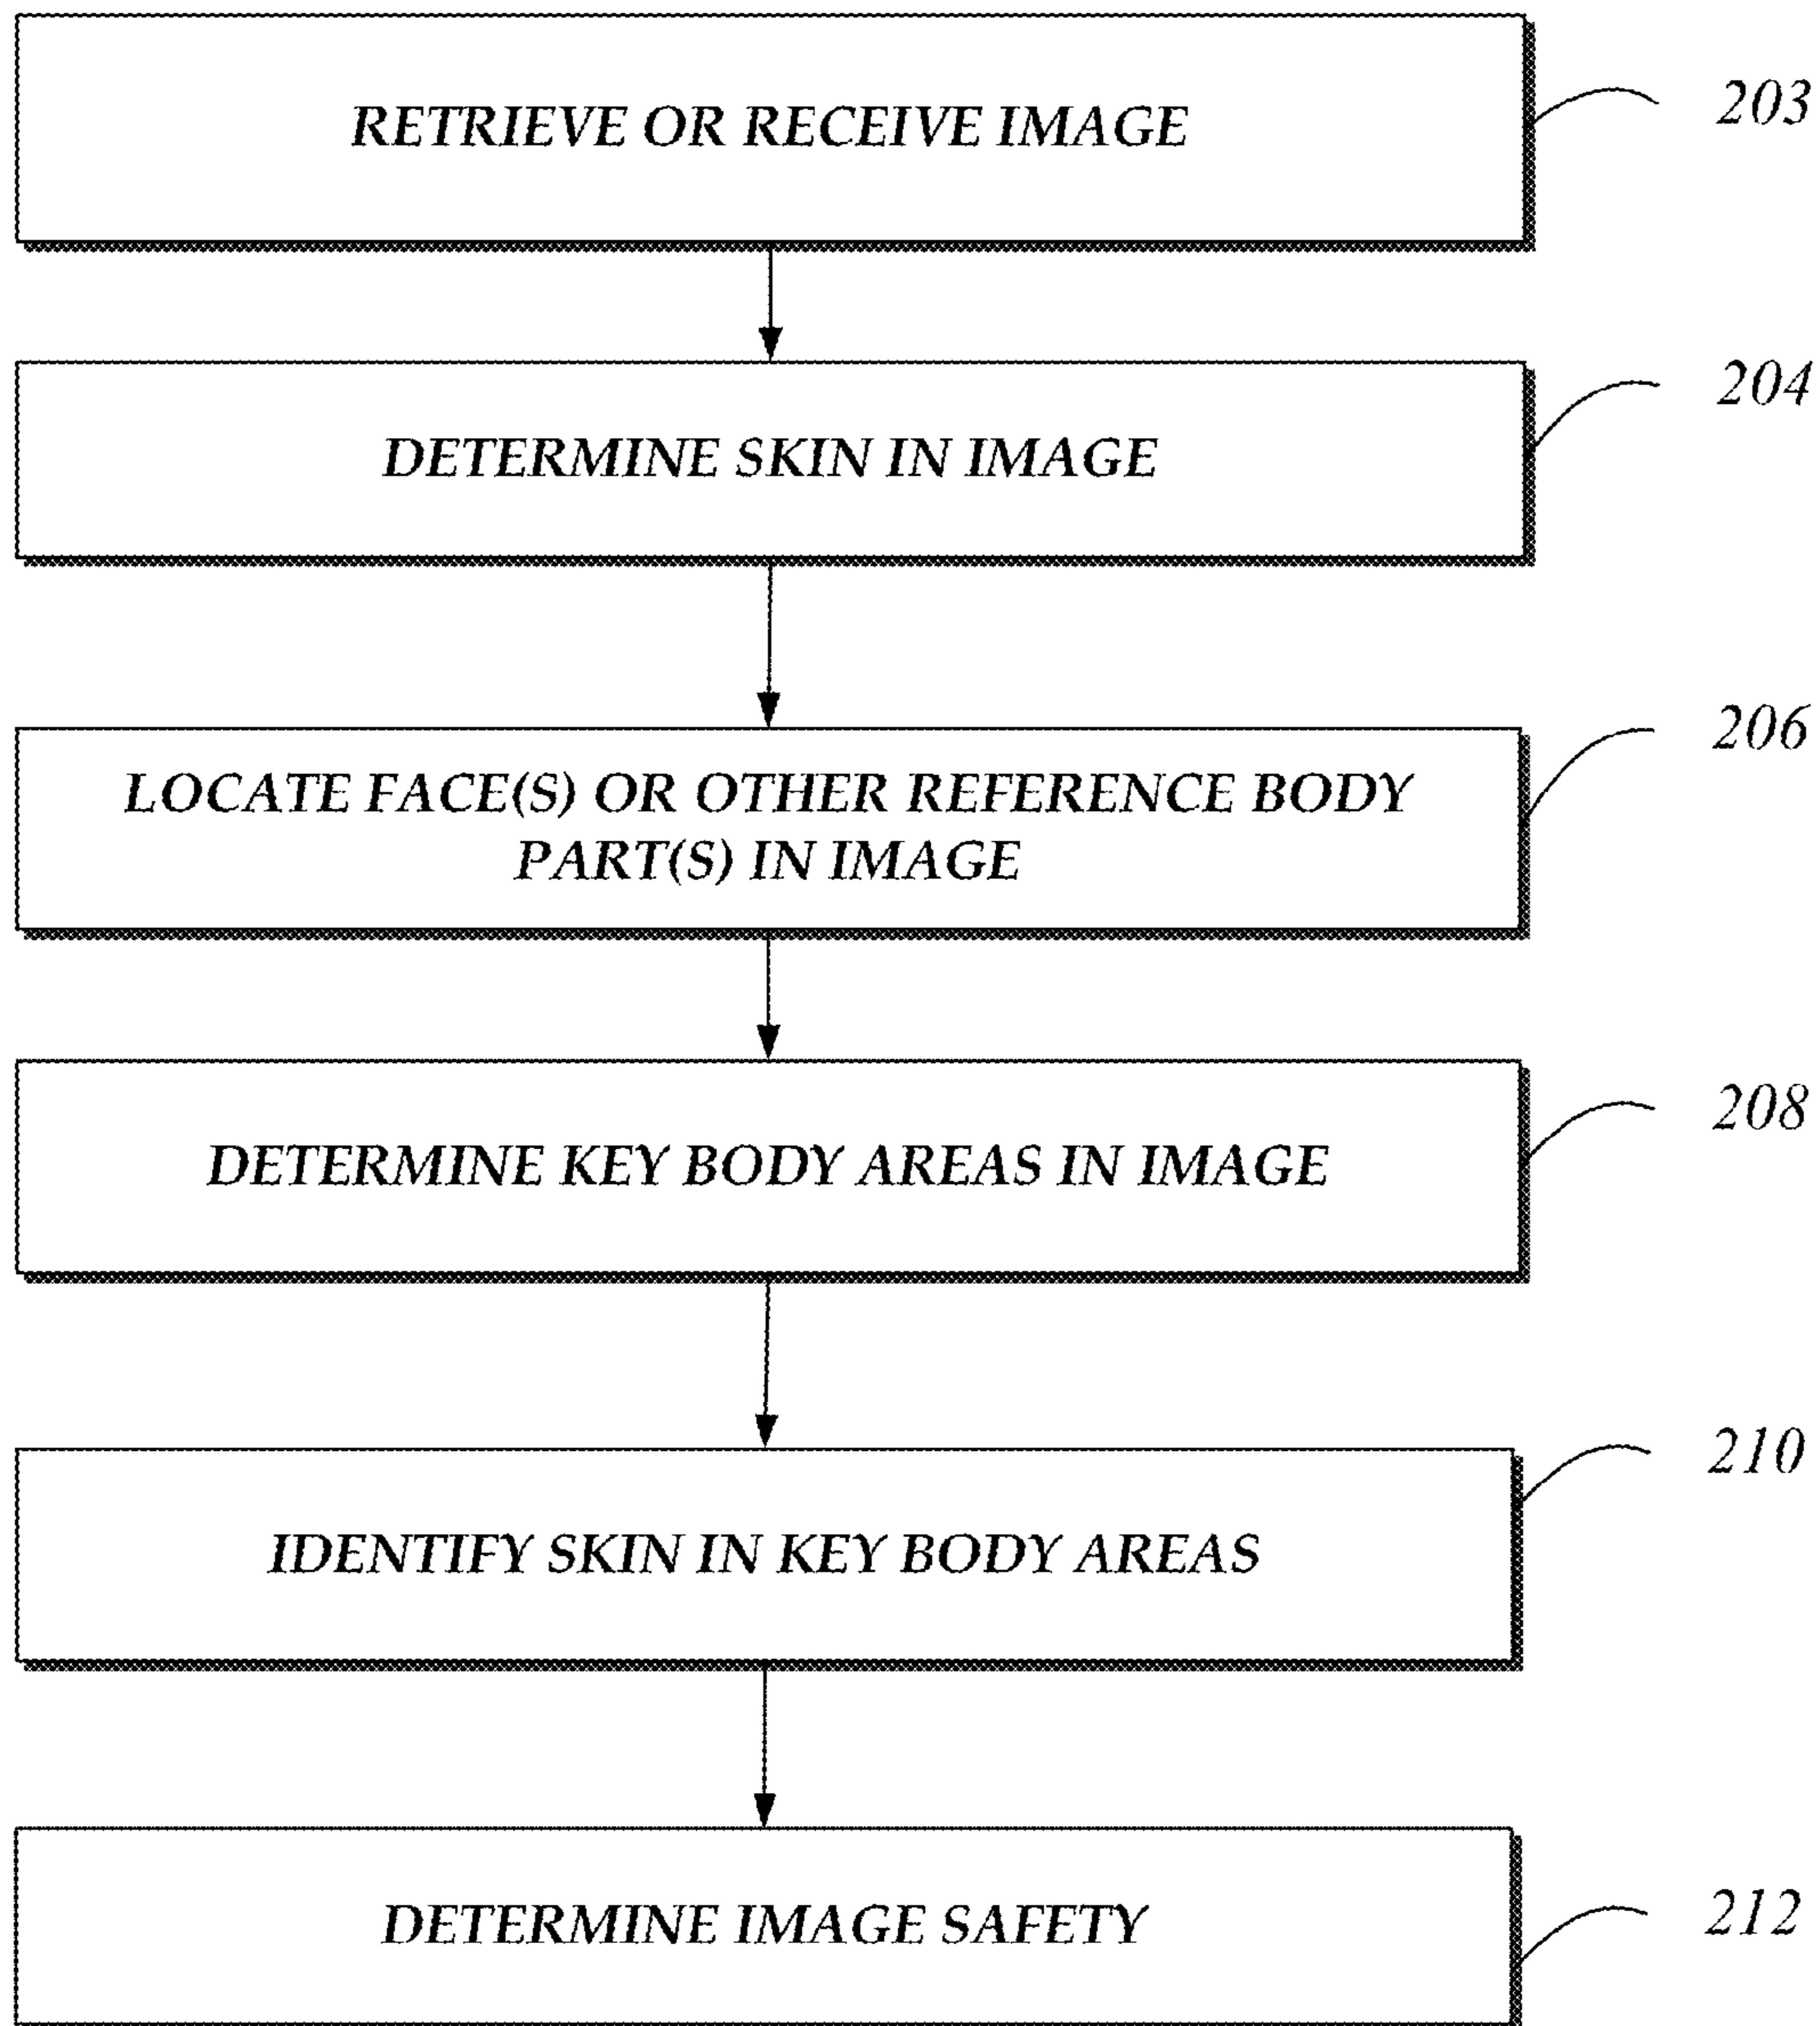 RETRIEVE OR RECEIVE IMAGE
203
DETERMINE SKIN IN IMAGE
204
LOCATE FACE(S) OR OTHER REFERENCE BODY
PART(S) IN IMAGE
206
DETERMINE KEY BODY AREAS IN IMAGE
208
IDENTIFY SKIN IN KEY BODY AREAS
210
DETERMINE IMAGE SAFETY
212